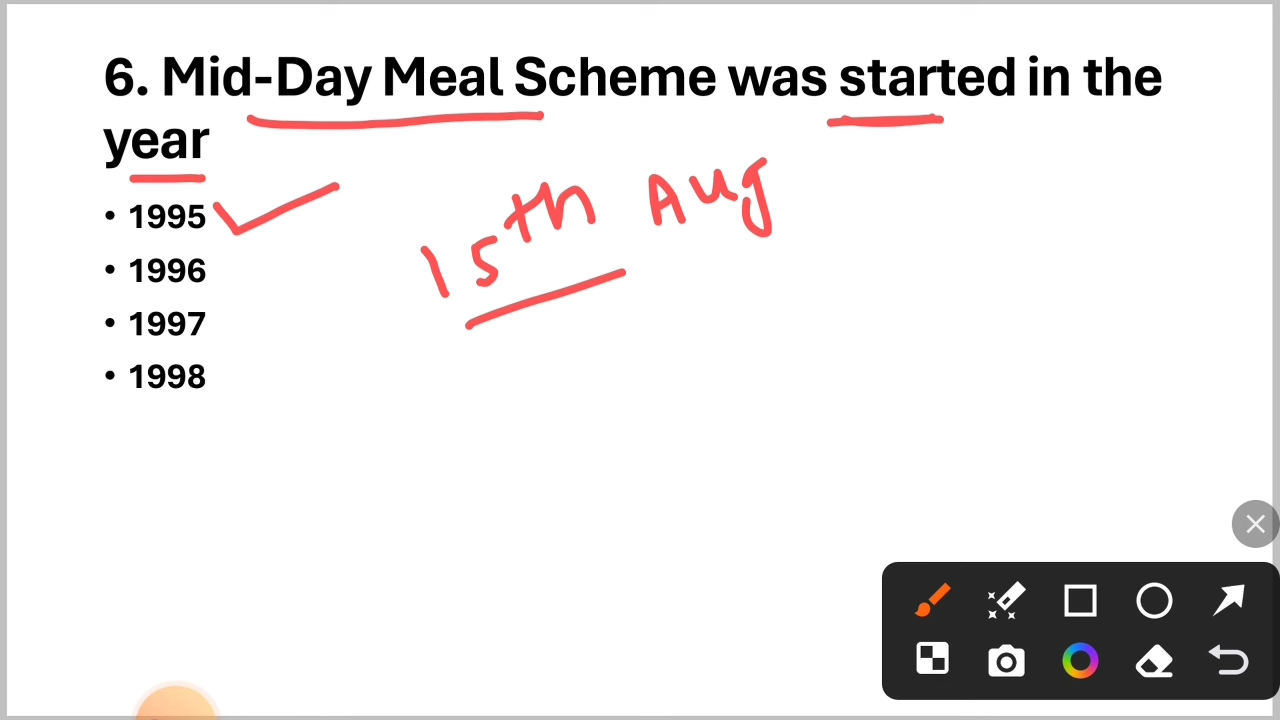 6. Mid-Day Meal Scheme was started in the
year
• 1995
15th Aug
• 1996
• 1997
• 1998